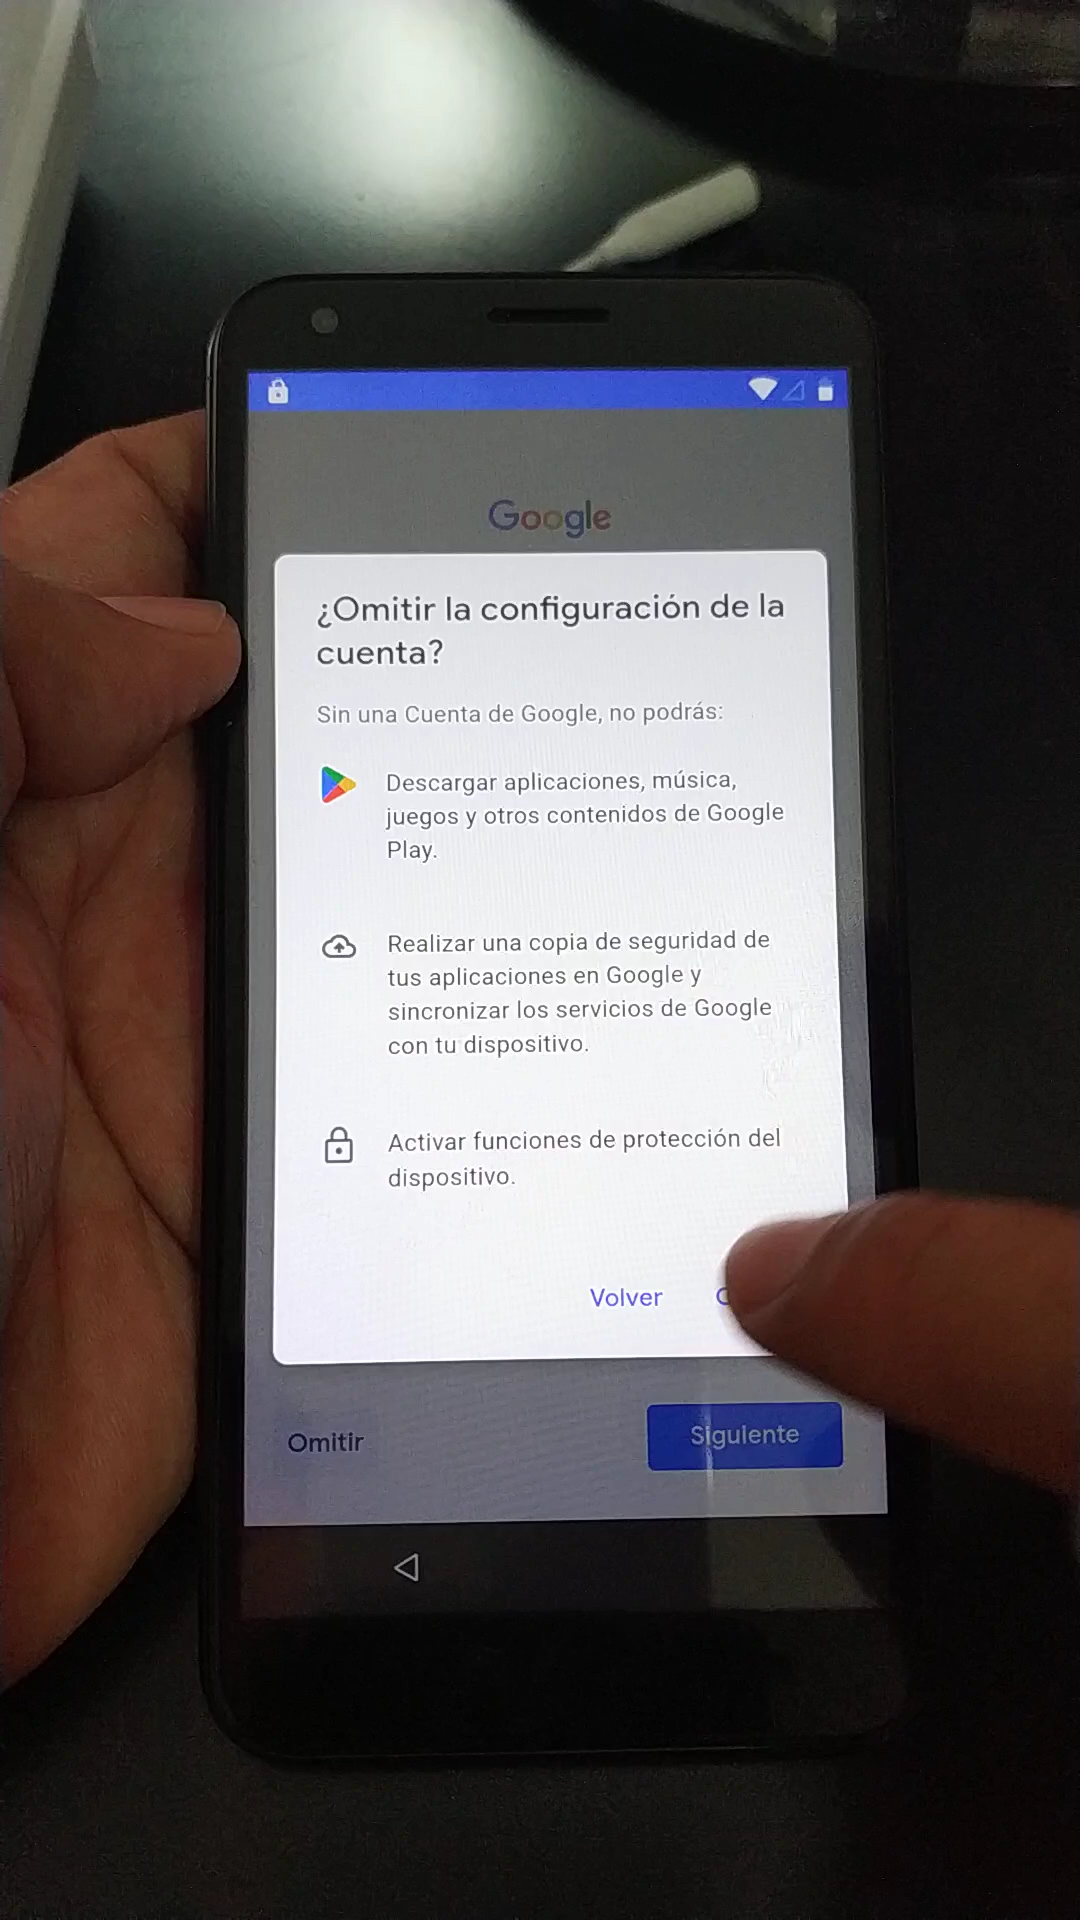 Google
¿Omitir la configuración de la
cuenta?
Sin una Cuenta de Google, no podrás:
Descargar aplicaciones, música,
juegos y otros contenidos de Google
Play.
Realizar una copia de seguridad de
tus aplicaciones en Google y
sincronizar los servicios de Google
con tu dispositivo.
Activar funciones de protección del
dispositivo.
Volver
Omitir
Siguiente